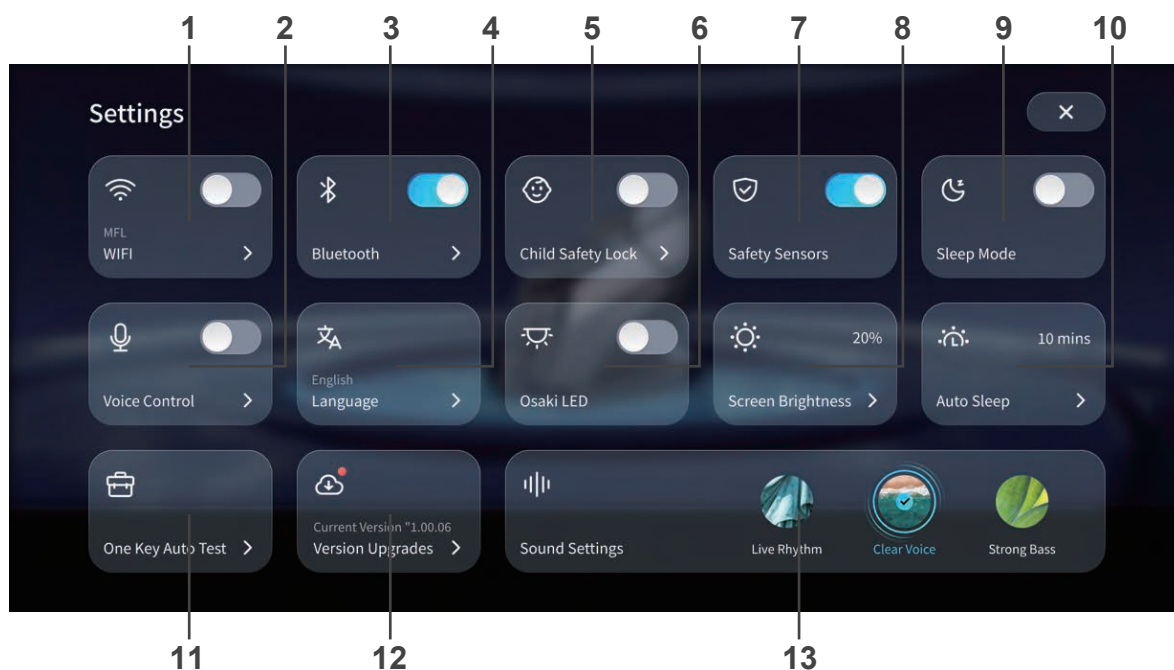 1 2 3 4 5 6 7 8 9 10
Settings
MFL
WIFI
Bluetooth
Child Safety Lock
Safety Sensors
Sleep Mode
Voice Control
English
Language
Osaki LED
20%
Screen Brightness
10 mins
Auto Sleep
One Key Auto Test
Current Version "1.00.06
Version Upgrades
Sound Settings
Live Rhythm
Clear Voice
Strong Bass
11 12 13